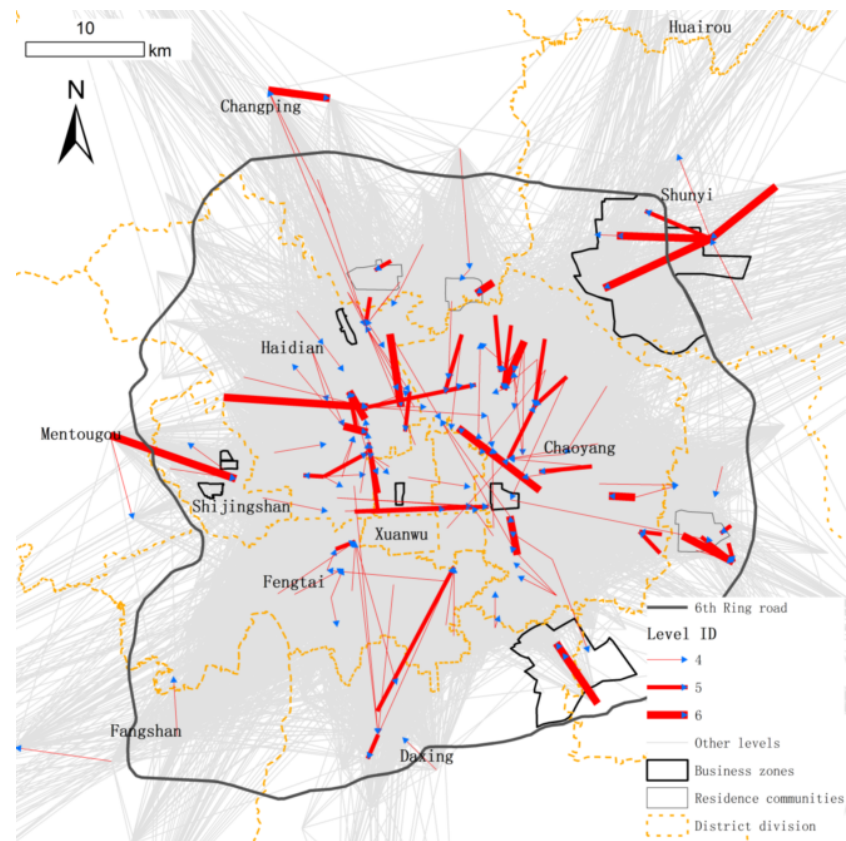 10
km
N
Huairou
Changping
Shunyi
Haidian
Mentougou
Chaoyang
Shijingshan
Xuanwu
Fengtai
Fangshan
Daxing
6th Ring road
Level ID
4
5
6
Other levels
Business zones
Residence communities
District division